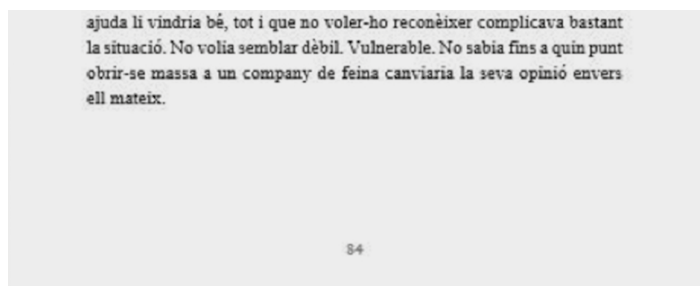 ajuda li vindria bé, tot i que no voler-ho reconèixer complicava bastant
la situació. No volia semblar dèbil. Vulnerable. No sabia fins a quin punt
obrir-se massa a un company de feina canviaria la seva opinió envers
ell mateix.
84